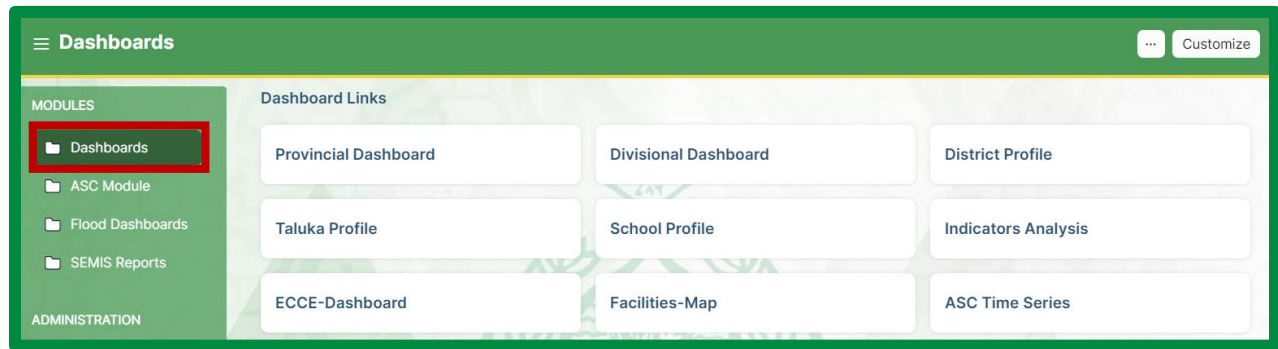 Dashboards
... Customize
MODULES
Dashboards
ASC Module
Flood Dashboards
SEMIS Reports
ADMINISTRATION
Dashboard Links
Provincial Dashboard
Divisional Dashboard
District Profile
Taluka Profile
School Profile
Indicators Analysis
ECCE-Dashboard
Facilities-Map
ASC Time Series